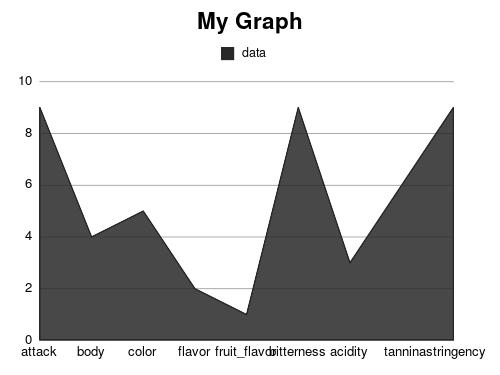 My Graph
data
10
8
6
4
2
0
attack body color flavor fruit_flavor bitterness acidity tannin astringency